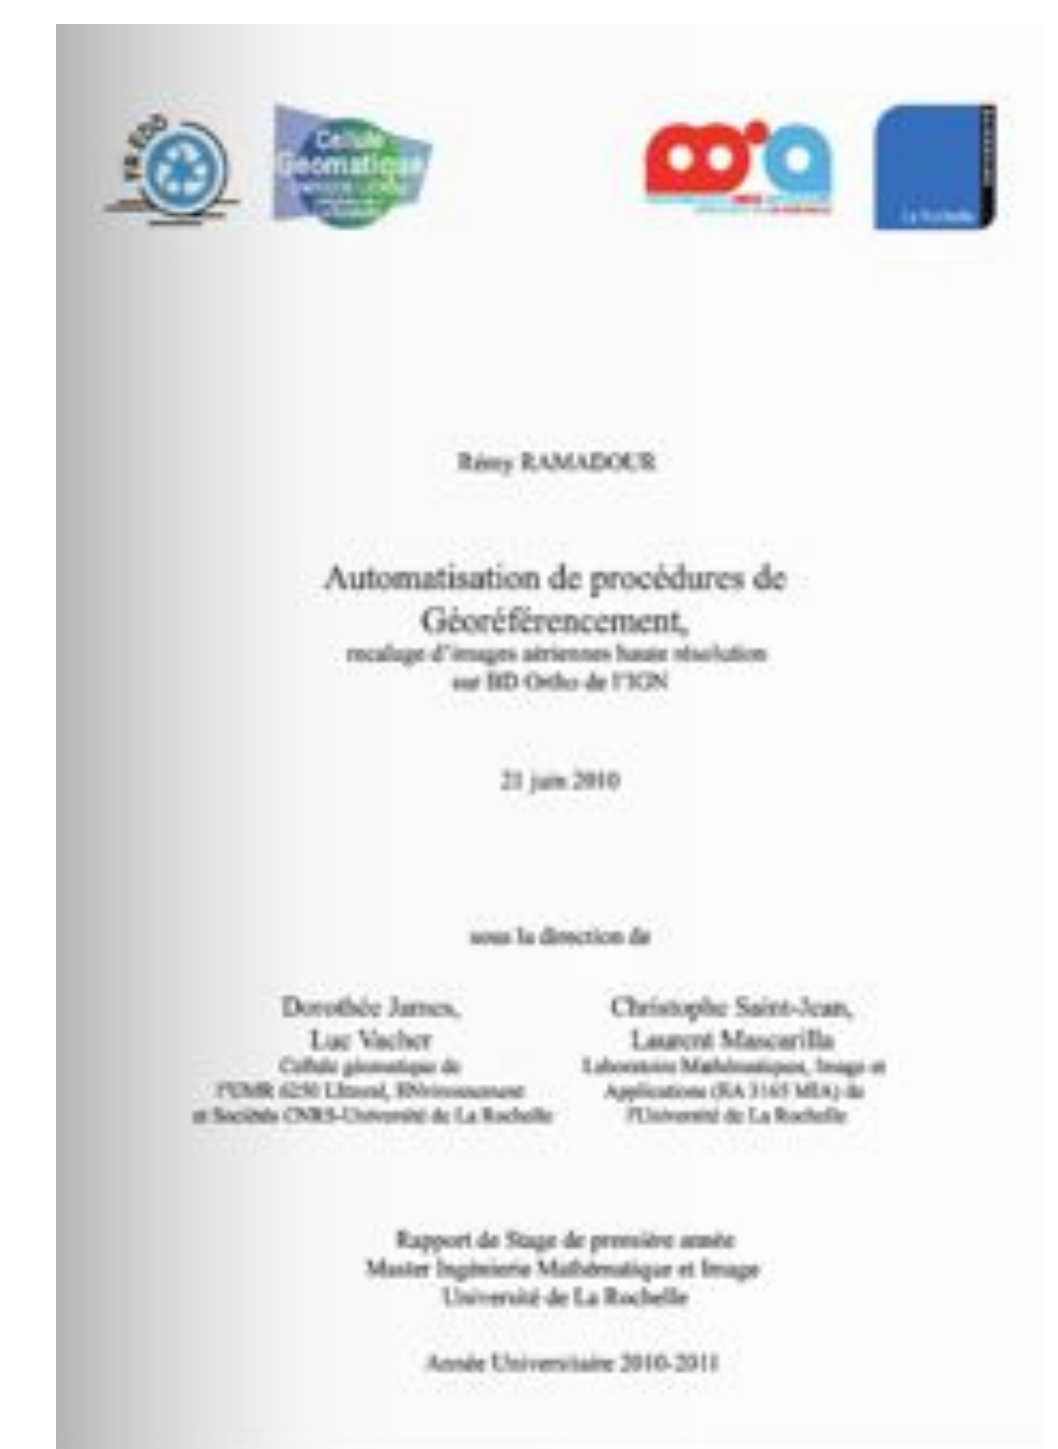 FR EDD
Cellule
Géomatique
mia
La Rochelle
Rémy RAMADOUR
Automatisation de procédures de
Géoréférencement,
recalage d'images aériennes haute résolution
sur BD Ortho de l'IGN
21 juin 2010
sous la direction de
Dorothée James,
Luc Vacher
Cellule géomatique de
l'UMR 6250 LIttoral, ENvironnement
et Sociétés CNRS-Université de La Rochelle
Christophe Saint-Jean,
Laurent Mascarilla
Laboratoire Mathématiques, Image et
Applications (EA 3165 MIA) de
l'Université de La Rochelle
Rapport de Stage de première année
Master Ingénierie Mathématique et Image
Université de La Rochelle
Année Universitaire 2010-2011